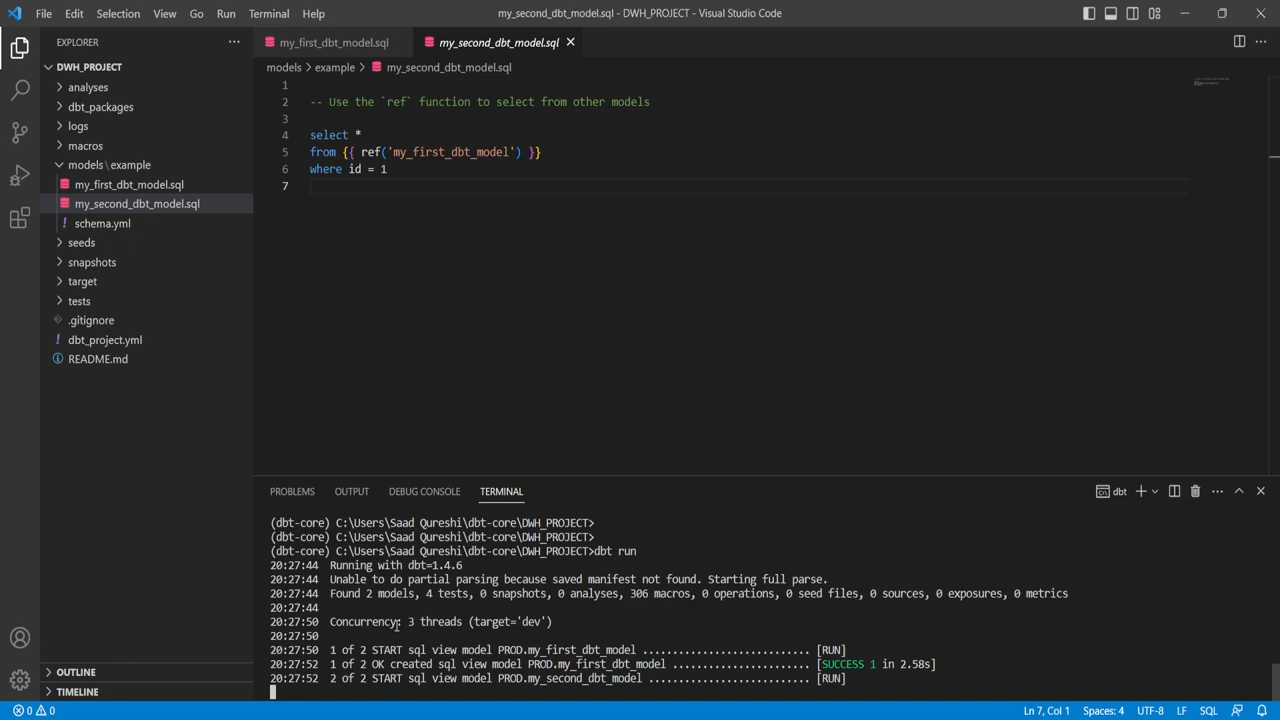 File Edit Selection View Go Run Terminal Help
my_second_dbt_model.sql - DWH_PROJECT - Visual Studio Code
EXPLORER
DWH_PROJECT
analyses
dbt_packages
logs
macros
models\example
my_first_dbt_model.sql
my_second_dbt_model.sql
schema.yml
seeds
snapshots
target
tests
.gitignore
dbt_project.yml
README.md
OUTLINE
TIMELINE
my_first_dbt_model.sql my_second_dbt_model.sql
models > example > my_second_dbt_model.sql
1
2 -- Use the `ref` function to select from other models
3
4 select *
5 from {{ ref('my_first_dbt_model') }}
6 where id = 1
7
PROBLEMS OUTPUT DEBUG CONSOLE TERMINAL
dbt
(dbt-core) C:\Users\Saad Qureshi\dbt-core\DWH_PROJECT>
(dbt-core) C:\Users\Saad Qureshi\dbt-core\DWH_PROJECT>
(dbt-core) C:\Users\Saad Qureshi\dbt-core\DWH_PROJECT>dbt run
20:27:44 Running with dbt=1.4.6
20:27:44 Unable to do partial parsing because saved manifest not found. Starting full parse.
20:27:44 Found 2 models, 4 tests, 0 snapshots, 0 analyses, 306 macros, 0 operations, 0 seed files, 0 sources, 0 exposures, 0 metrics
20:27:44
20:27:50 Concurrency: 3 threads (target='dev')
20:27:50
20:27:50 1 of 2 START sql view model PROD.my_first_dbt_model ............................. [RUN]
20:27:52 1 of 2 OK created sql view model PROD.my_first_dbt_model ........................ [SUCCESS 1 in 2.58s]
20:27:52 2 of 2 START sql view model PROD.my_second_dbt_model ............................ [RUN]
0 0
Ln 7, Col 1 Spaces: 4 UTF-8 LF SQL